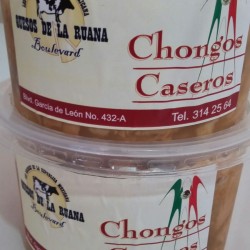 QUESOS DE LA RUANA
Boulevard
Chongos
Caseros
Blvd. García de León No. 432-A
Tel. 314 25 64
QUESOS DE LA RUANA
Boulevard
Chongos
Caseros